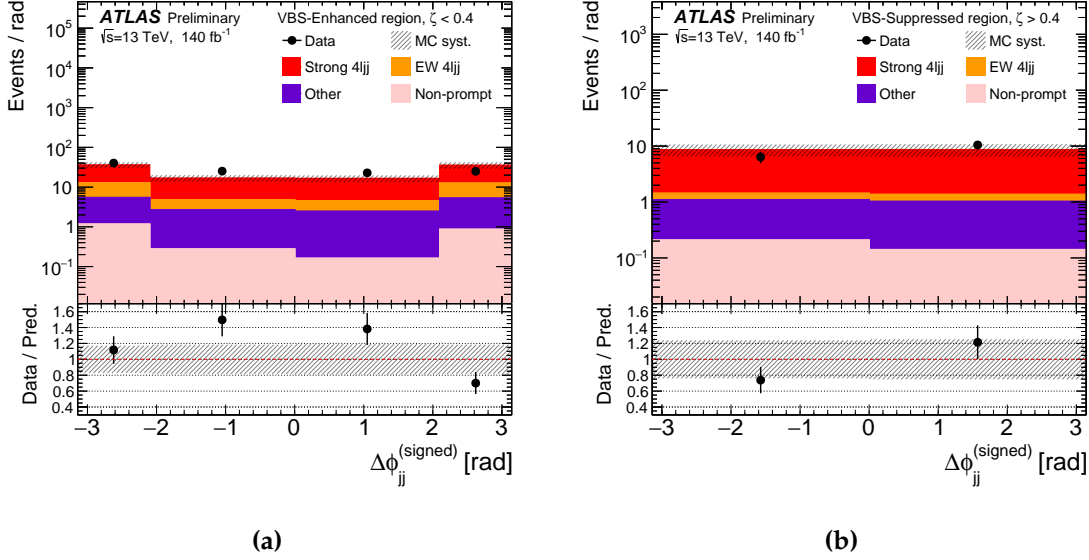 ATLAS Preliminary VBS-Enhanced region, ζ < 0.4
√s=13 TeV, 140 fb⁻¹
Data MC syst.
Strong 4ljj EW 4ljj
Other Non-prompt
Events / rad
10⁵
10⁴
10³
10²
10
1
10⁻¹
Data / Pred.
1.6
1.4
1.2
1
0.8
0.6
0.4
−3 −2 −1 0 1 2 3
Δϕjj(signed) [rad]
(a)
ATLAS Preliminary VBS-Suppressed region, ζ > 0.4
√s=13 TeV, 140 fb⁻¹
Data MC syst.
Strong 4ljj EW 4ljj
Other Non-prompt
Events / rad
10³
10²
10
1
10⁻¹
Data / Pred.
1.6
1.4
1.2
1
0.8
0.6
0.4
−3 −2 −1 0 1 2 3
Δϕjj(signed) [rad]
(b)